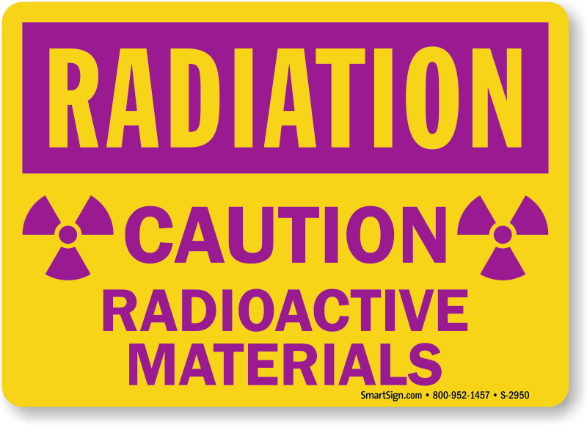 RADIATION
CAUTION
RADIOACTIVE
MATERIALS
SmartSign.com • 800-952-1457 • S-2950